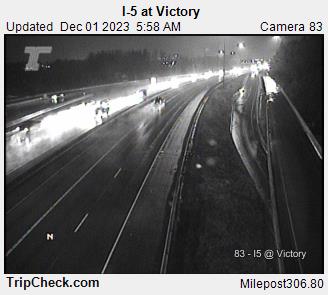 I-5 at Victory
Updated Dec 01 2023 5:58 AM Camera 83
T
N
83 - I5 @ Victory
TripCheck.com Milepost306.80